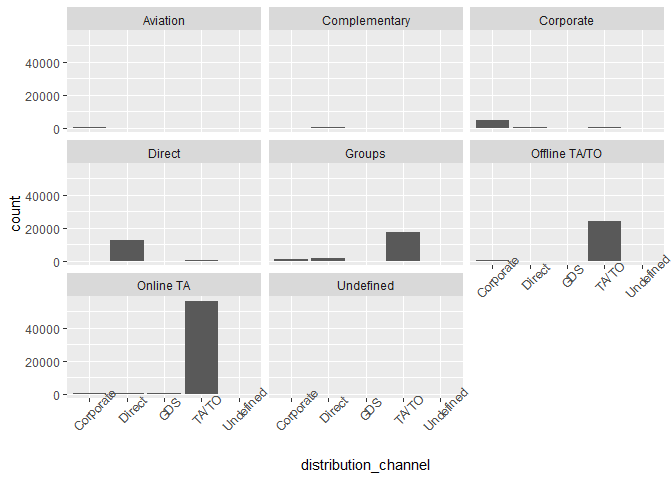 Aviation Complementary Corporate
40000
20000
0
Direct Groups Offline TA/TO
count
40000
20000
0
Corporate Direct GDS TA/TO Undefined
Online TA Undefined
40000
20000
0
Corporate Direct GDS TA/TO Undefined Corporate Direct GDS TA/TO Undefined
distribution_channel